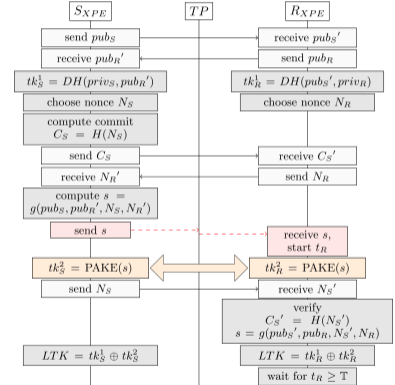 S_XPE TP R_XPE
send pub_S receive pub_S′
receive pub_R′ send pub_R
tk_S^1 = DH(priv_S, pub_R′) tk_R^1 = DH(pub_S′, priv_R)
choose nonce N_S choose nonce N_R
compute commit
C_S = H(N_S)
send C_S receive C_S′
receive N_R′ send N_R
compute s =
g(pub_S, pub_R′, N_S, N_R′)
send s receive s,
start t_R
tk_S^2 = PAKE(s) tk_R^2 = PAKE(s)
send N_S receive N_S′
verify
C_S′ = H(N_S′)
s = g(pub_S′, pub_R, N_S′, N_R)
LTK = tk_S^1 ⊕ tk_S^2 LTK = tk_R^1 ⊕ tk_R^2
wait for t_R ≥ 𝕋